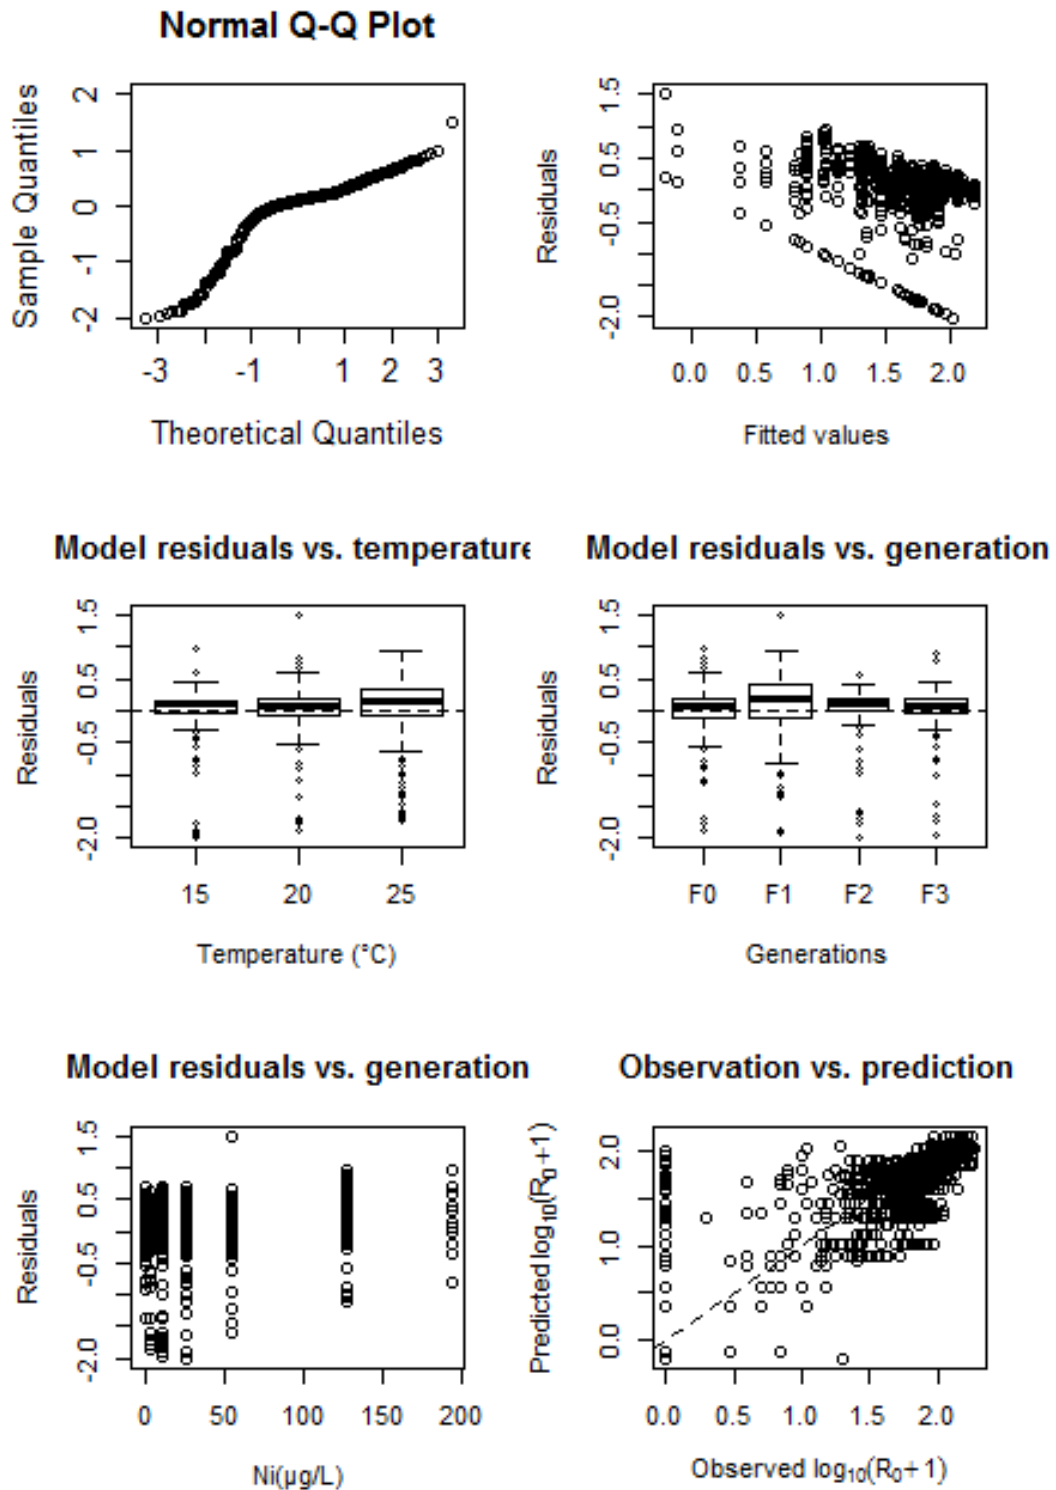 Normal Q-Q Plot
Sample Quantiles
2
1
0
-1
-2
-3
-1
1
2
3
Theoretical Quantiles
Residuals
1.5
0.5
-0.5
-2.0
0.0
0.5
1.0
1.5
2.0
Fitted values
Model residuals vs. temperature
Residuals
1.5
0.5
-0.5
-2.0
15
20
25
Temperature (°C)
Model residuals vs. generation
Residuals
1.5
0.5
-0.5
-2.0
F0
F1
F2
F3
Generations
Model residuals vs. generation
Residuals
1.5
0.5
-0.5
-2.0
0
50
100
150
200
Ni(µg/L)
Observation vs. prediction
Predicted log₁₀(R₀+1)
2.0
1.0
0.0
0.0
0.5
1.0
1.5
2.0
Observed log₁₀(R₀+1)